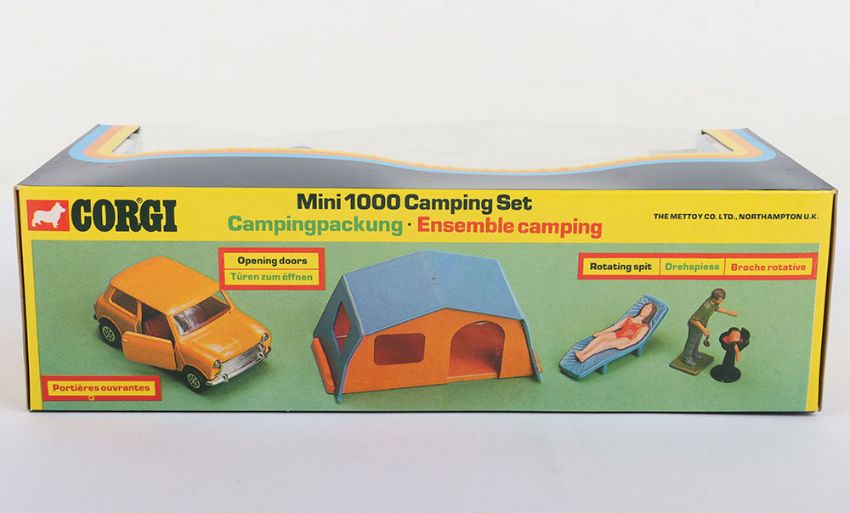 CORGI
Mini 1000 Camping Set
Campingpackung · Ensemble camping
THE METTOY CO. LTD., NORTHAMPTON U.K.
Opening doors
Türen zum öffnen
Portières ouvrantes
Rotating spit Drehspiess Broche rotative